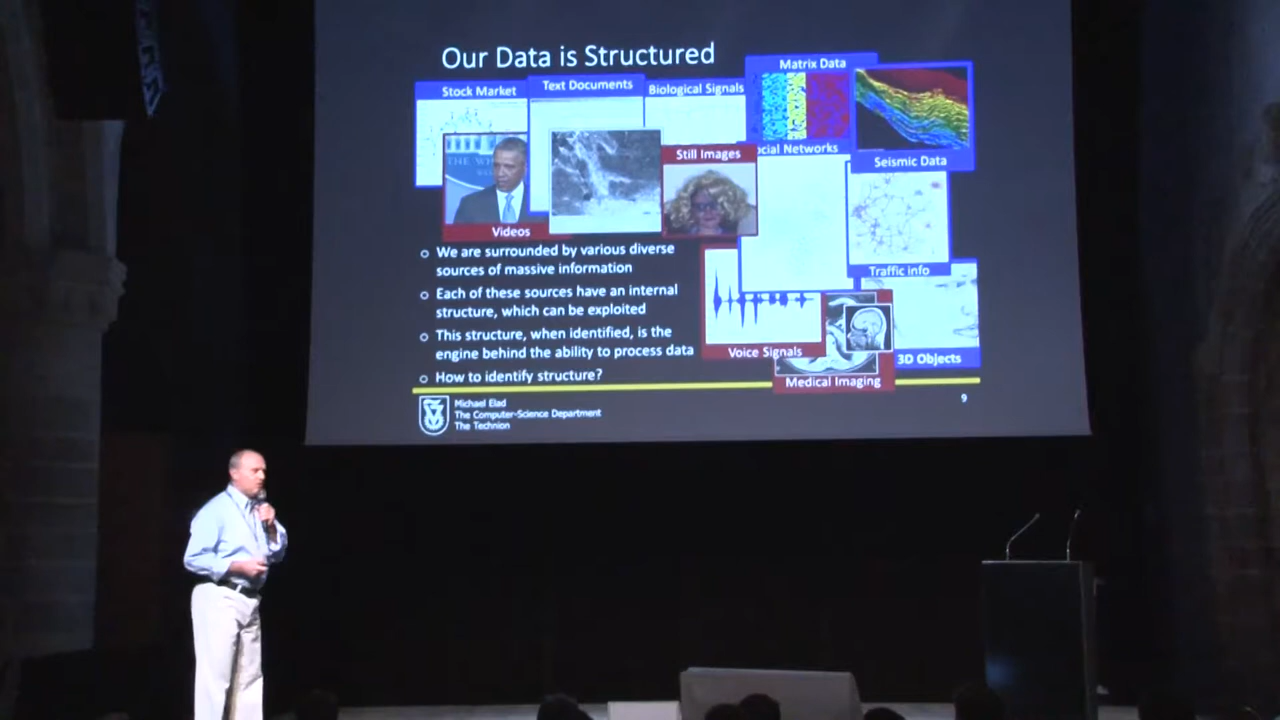 Our Data is Structured
Stock Market
Text Documents
Biological Signals
Matrix Data
Still Images
ocial Networks
Seismic Data
THE
Videos
Traffic info
Voice Signals
3D Objects
Medical Imaging
We are surrounded by various diverse
sources of massive information
Each of these sources have an internal
structure, which can be exploited
This structure, when identified, is the
engine behind the ability to process data
How to identify structure?
Michael Elad
The Computer-Science Department
The Technion
9